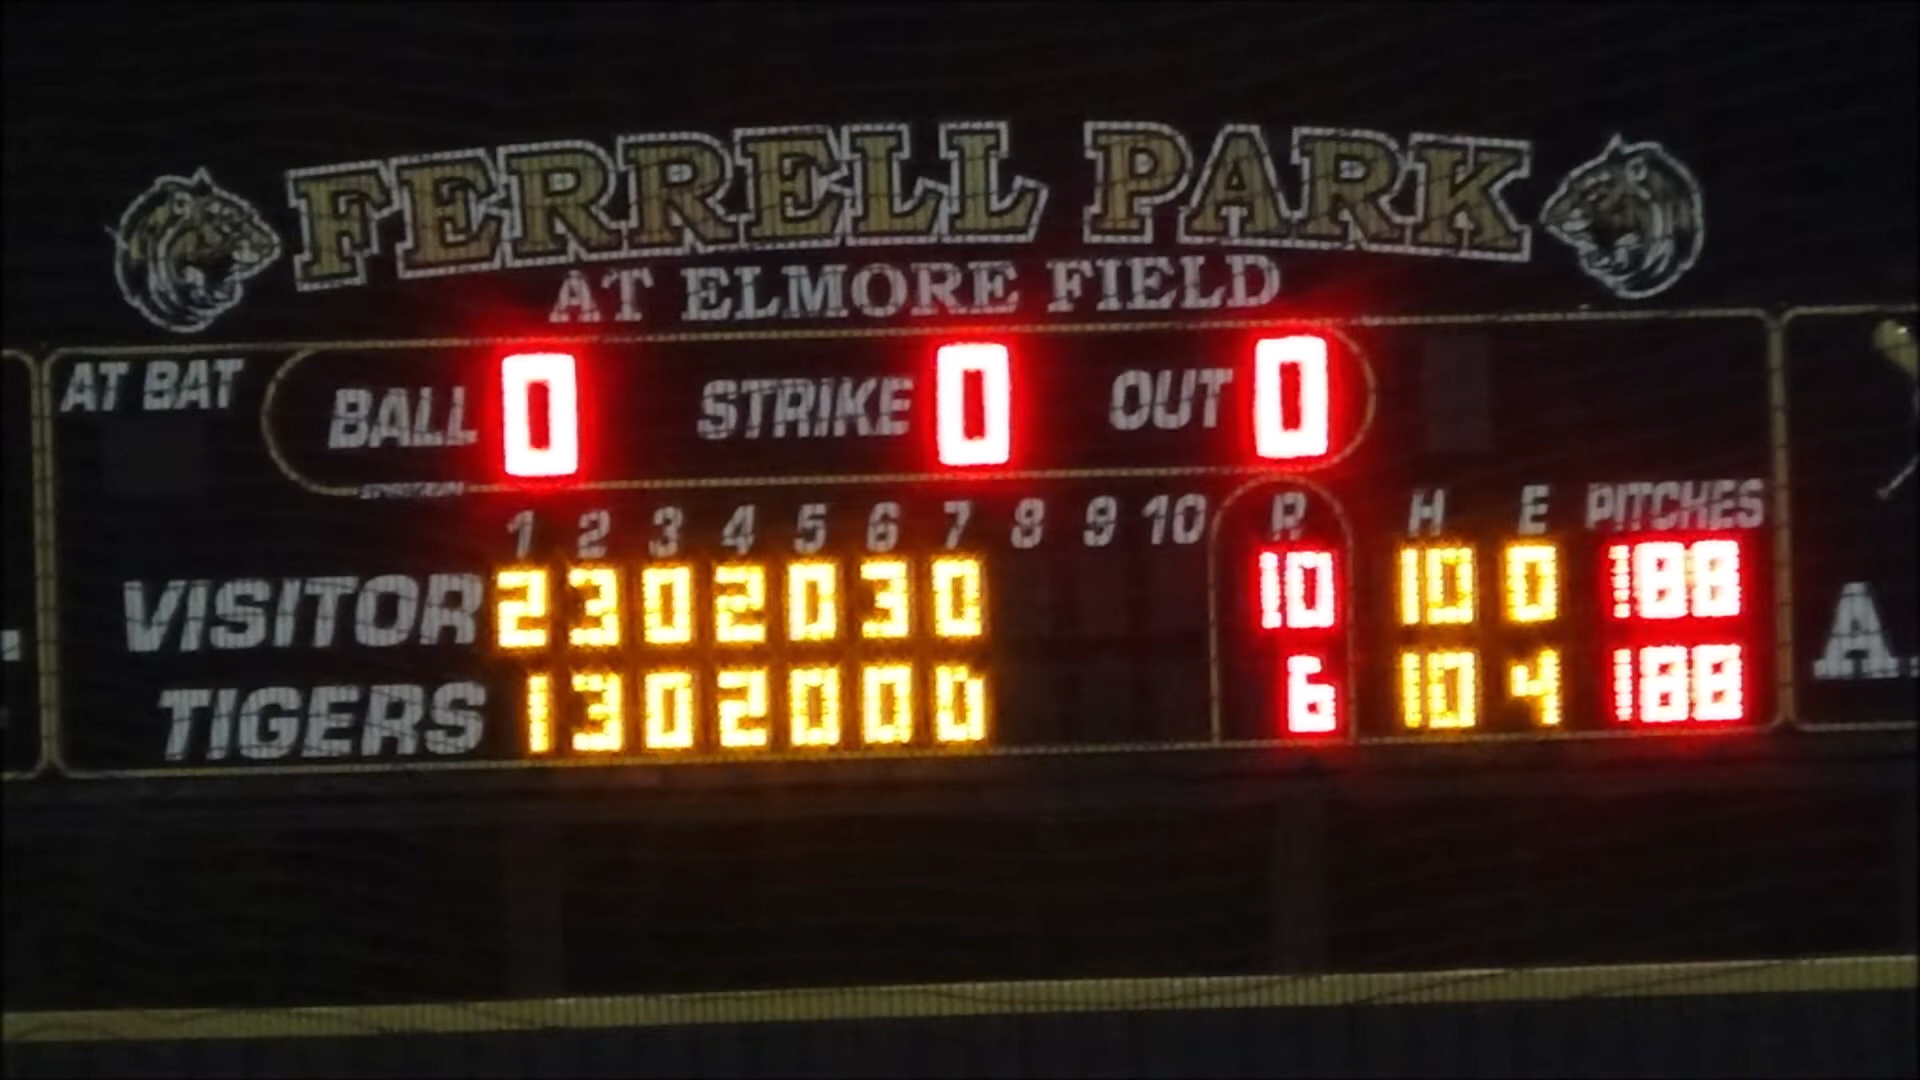 FERRELL PARK
AT ELMORE FIELD
AT BAT BALL 0 STRIKE 0 OUT 0
1 2 3 4 5 6 7 8 9 10 R H E PITCHES
VISITOR 2 3 0 2 0 3 0 10 10 0 188
TIGERS 1 3 0 2 0 0 0 6 10 4 188
A